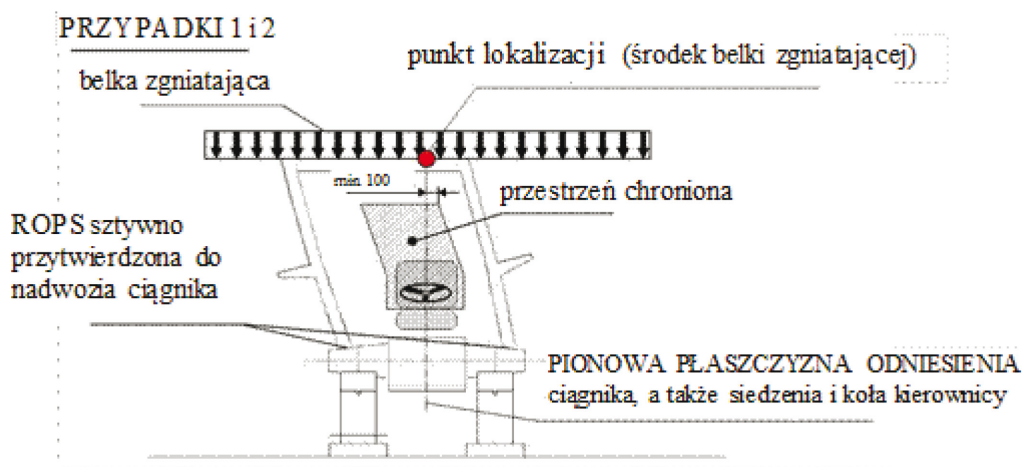 PRZYPADKI 1 i 2
punkt lokalizacji (środek belki zgniatającej)
belka zgniatająca
min 100
przestrzeń chroniona
ROPS sztywno
przytwierdzona do
nadwozia ciągnika
PIONOWA PŁASZCZYZNA ODNIESIENIA
ciągnika, a także siedzenia i koła kierownicy